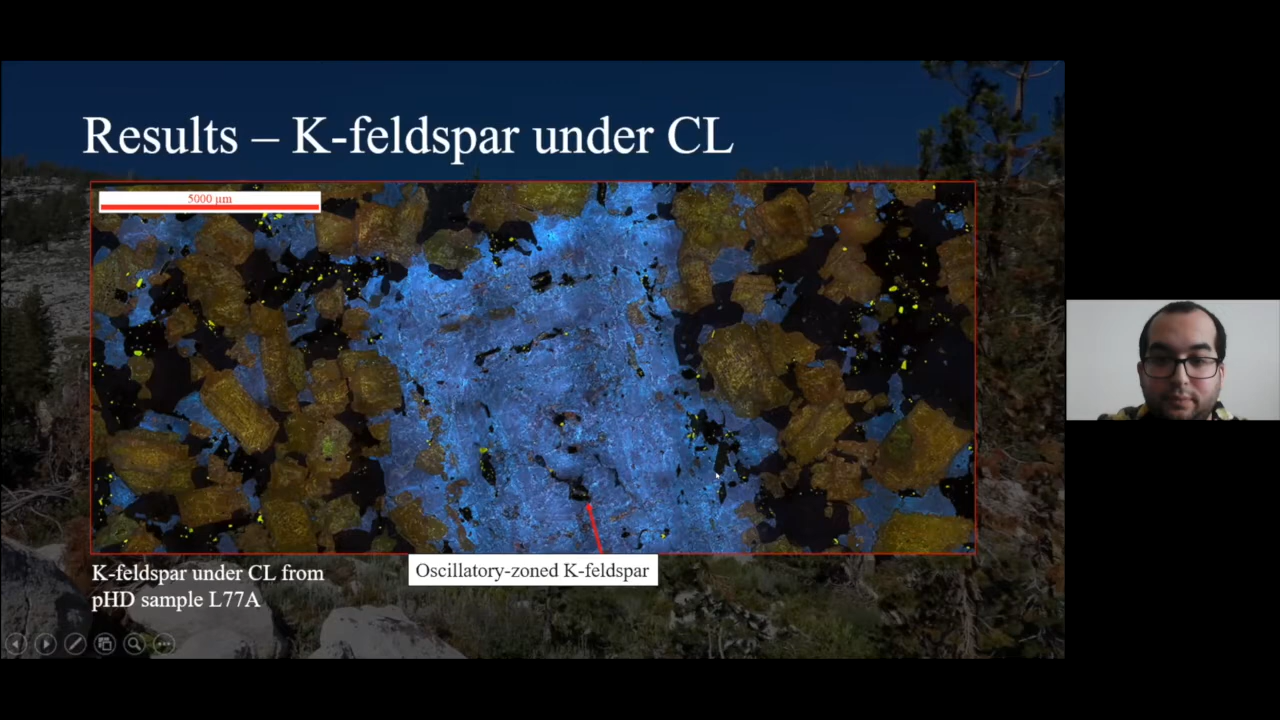 Results – K-feldspar under CL
5000 µm
Oscillatory-zoned K-feldspar
K-feldspar under CL from
pHD sample L77A